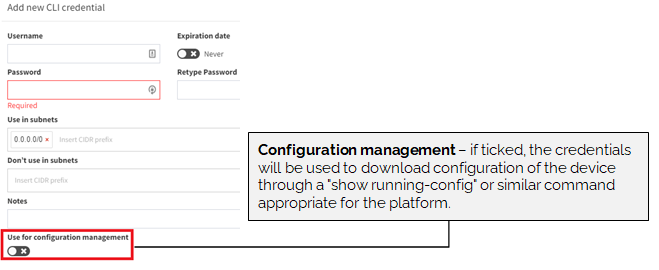 Add new CLI credential
Username
Expiration date
Never
Password
Retype Password
Required
Use in subnets
0.0.0.0/0 ×
Insert CIDR prefix
Don't use in subnets
Insert CIDR prefix
Notes
Use for configuration management
Configuration management – if ticked, the credentials
will be used to download configuration of the device
through a "show running-config" or similar command
appropriate for the platform.